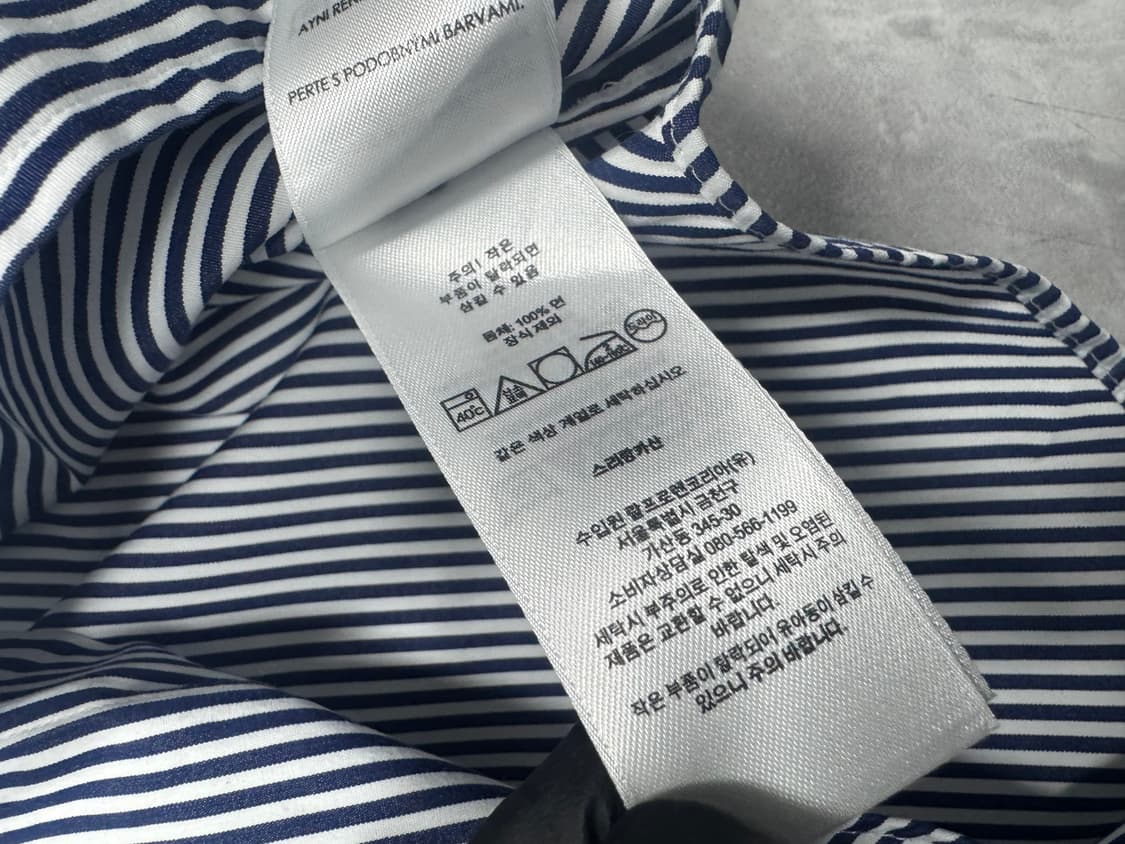 AYNI
PERTE S PODOBNÝMI BARVAMI.
주의! 작은
부품이 탈락되면
삼킬 수 있음
몸체: 100% 면
장식 제외
40℃ 드라이
같은 색상 계열로 세탁하십시오
스리랑카산
수입원 랄프로렌코리아(유)
서울특별시 금천구
가산동 345-30
소비자상담실 080-566-1199
세탁시 부주의로 인한 탈색 및 오염된
제품은 교환할 수 없으니 세탁시 주의
바랍니다.
작은 부품이 탈락되어 유아동이 삼킬 수
있으니 주의 바랍니다.